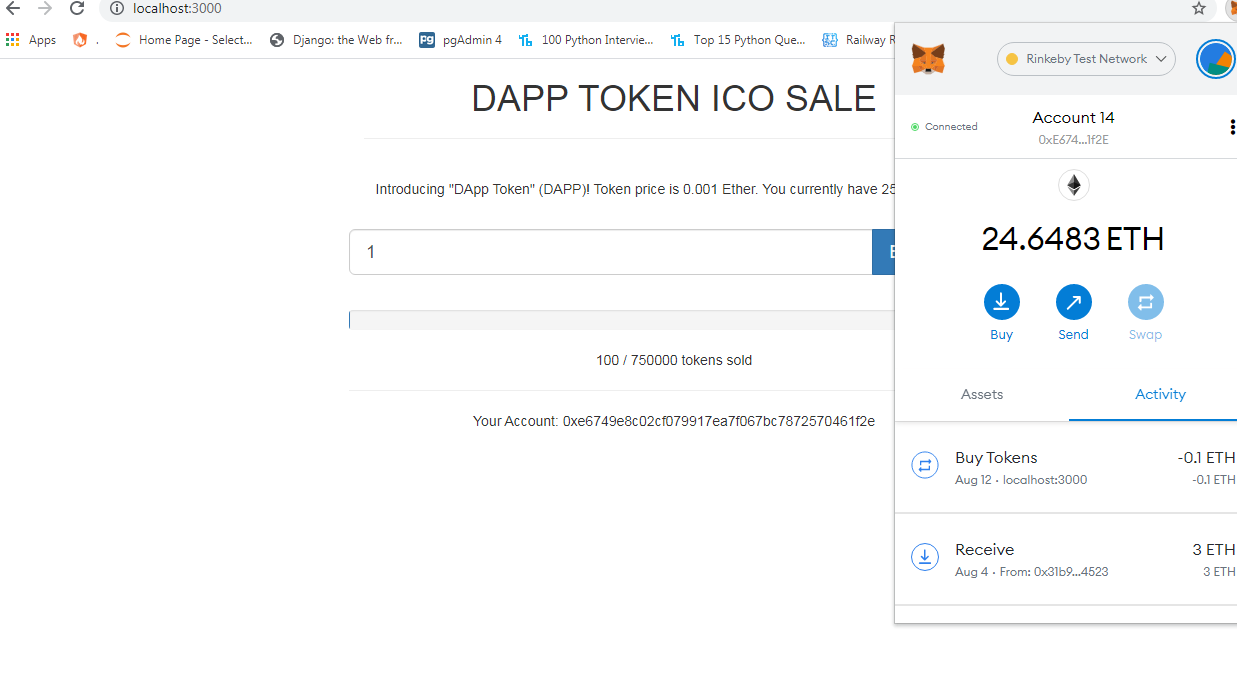 localhost:3000
Apps . Home Page - Select... Django: the Web fr... pgAdmin 4 100 Python Intervie... Top 15 Python Que... Railway R
DAPP TOKEN ICO SALE
Introducing "DApp Token" (DAPP)! Token price is 0.001 Ether. You currently have 25
1
100 / 750000 tokens sold
Your Account: 0xe6749e8c02cf079917ea7f067bc7872570461f2e
Rinkeby Test Network
Connected
Account 14
0xE674...1f2E
24.6483 ETH
Buy Send Swap
Assets Activity
Buy Tokens -0.1 ETH
Aug 12 · localhost:3000 -0.1 ETH
Receive 3 ETH
Aug 4 · From: 0x31b9...4523 3 ETH